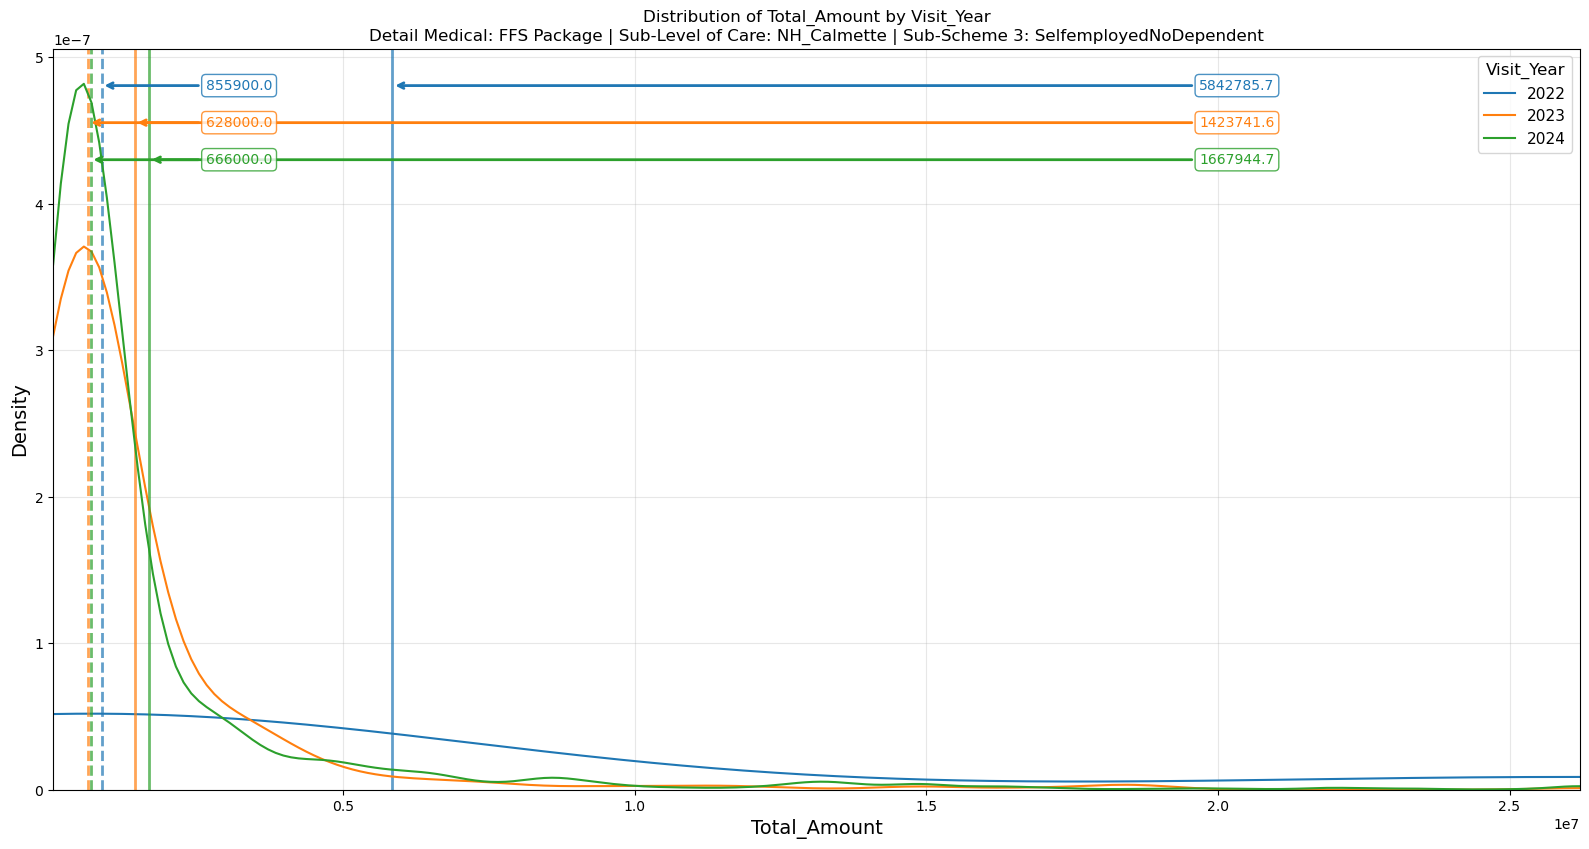 Distribution of Total_Amount by Visit_Year
Detail Medical: FFS Package | Sub-Level of Care: NH_Calmette | Sub-Scheme 3: SelfemployedNoDependent
1e−7
5
4
3
2
1
0
Density
855900.0
5842785.7
628000.0
1423741.6
666000.0
1667944.7
Visit_Year
2022
2023
2024
0.5
1.0
1.5
2.0
2.5
1e7
Total_Amount